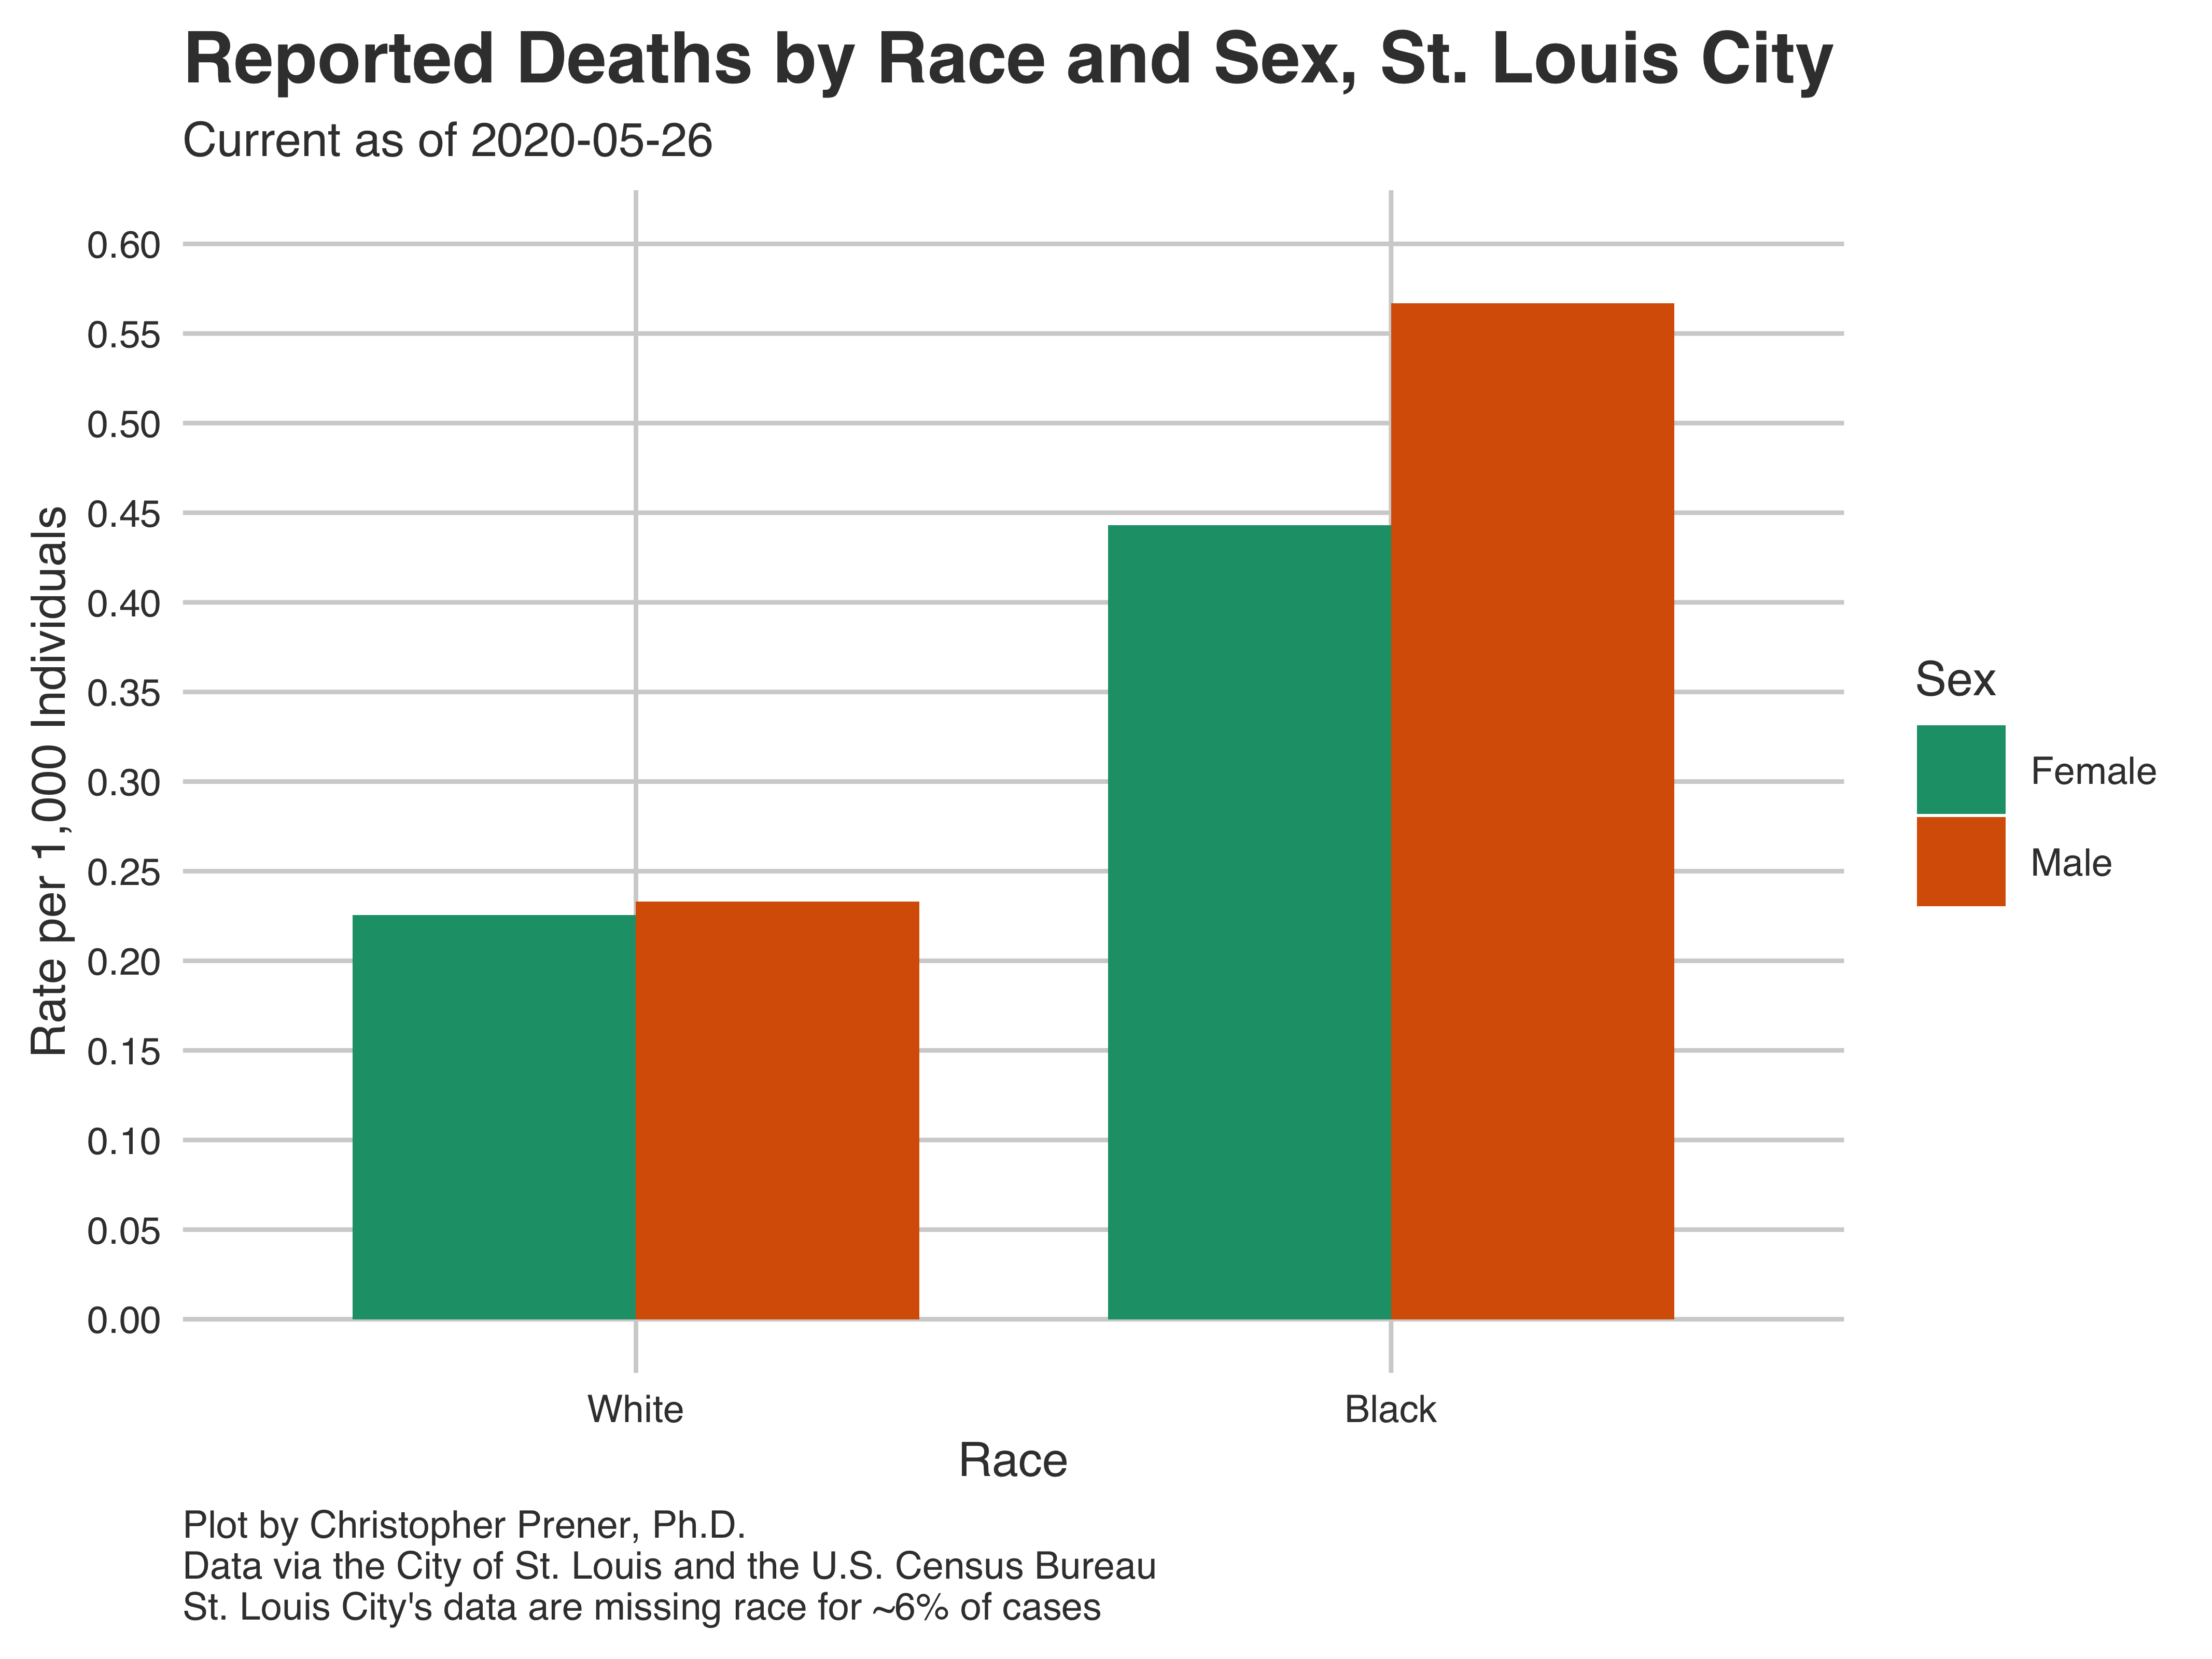 Reported Deaths by Race and Sex, St. Louis City
Current as of 2020-05-26
Rate per 1,000 Individuals
0.60
0.55
0.50
0.45
0.40
0.35
0.30
0.25
0.20
0.15
0.10
0.05
0.00
White
Black
Race
Sex
Female
Male
Plot by Christopher Prener, Ph.D.
Data via the City of St. Louis and the U.S. Census Bureau
St. Louis City's data are missing race for ~6% of cases